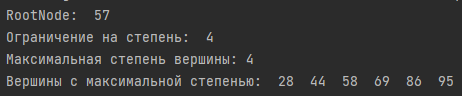 RootNode:  57
Ограничение на степень:  4
Максимальная степень вершины: 4
Вершины с максимальной степенью:  28  44  58  69  86  95